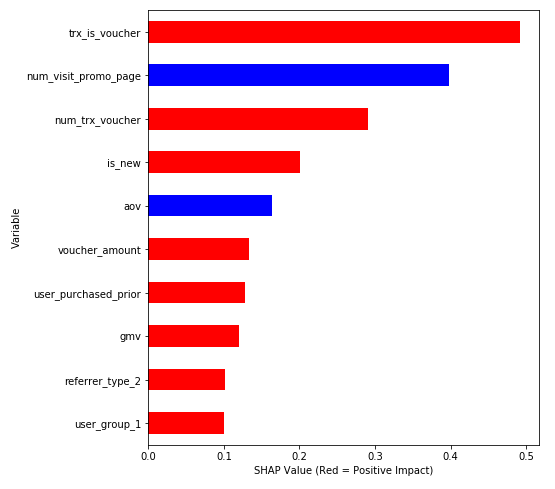 trx_is_voucher
num_visit_promo_page
num_trx_voucher
is_new
aov
voucher_amount
user_purchased_prior
gmv
referrer_type_2
user_group_1
Variable
0.0 0.1 0.2 0.3 0.4 0.5
SHAP Value (Red = Positive Impact)